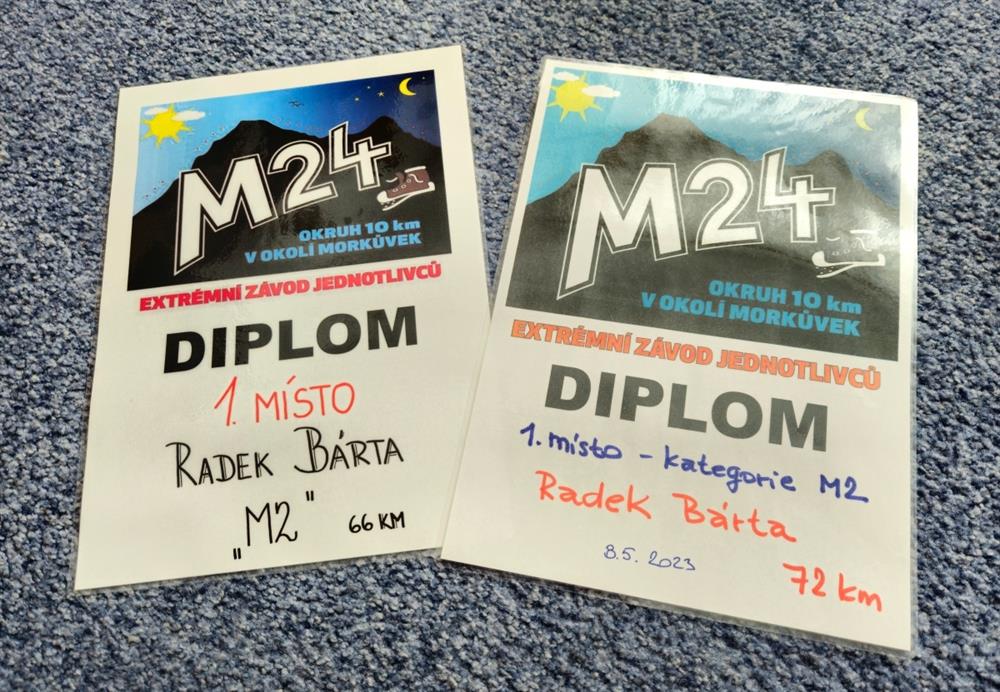 M24
OKRUH 10 km
V OKOLÍ MORKŮVEK
EXTRÉMNÍ ZÁVOD JEDNOTLIVCŮ
DIPLOM
1. MÍSTO
RADEK BÁRTA
„M2" 66 KM
M24
OKRUH 10 km
V OKOLÍ MORKŮVEK
EXTRÉMNÍ ZÁVOD JEDNOTLIVCŮ
DIPLOM
1. místo - kategorie M2
Radek Bárta
8.5. 2023
72 km